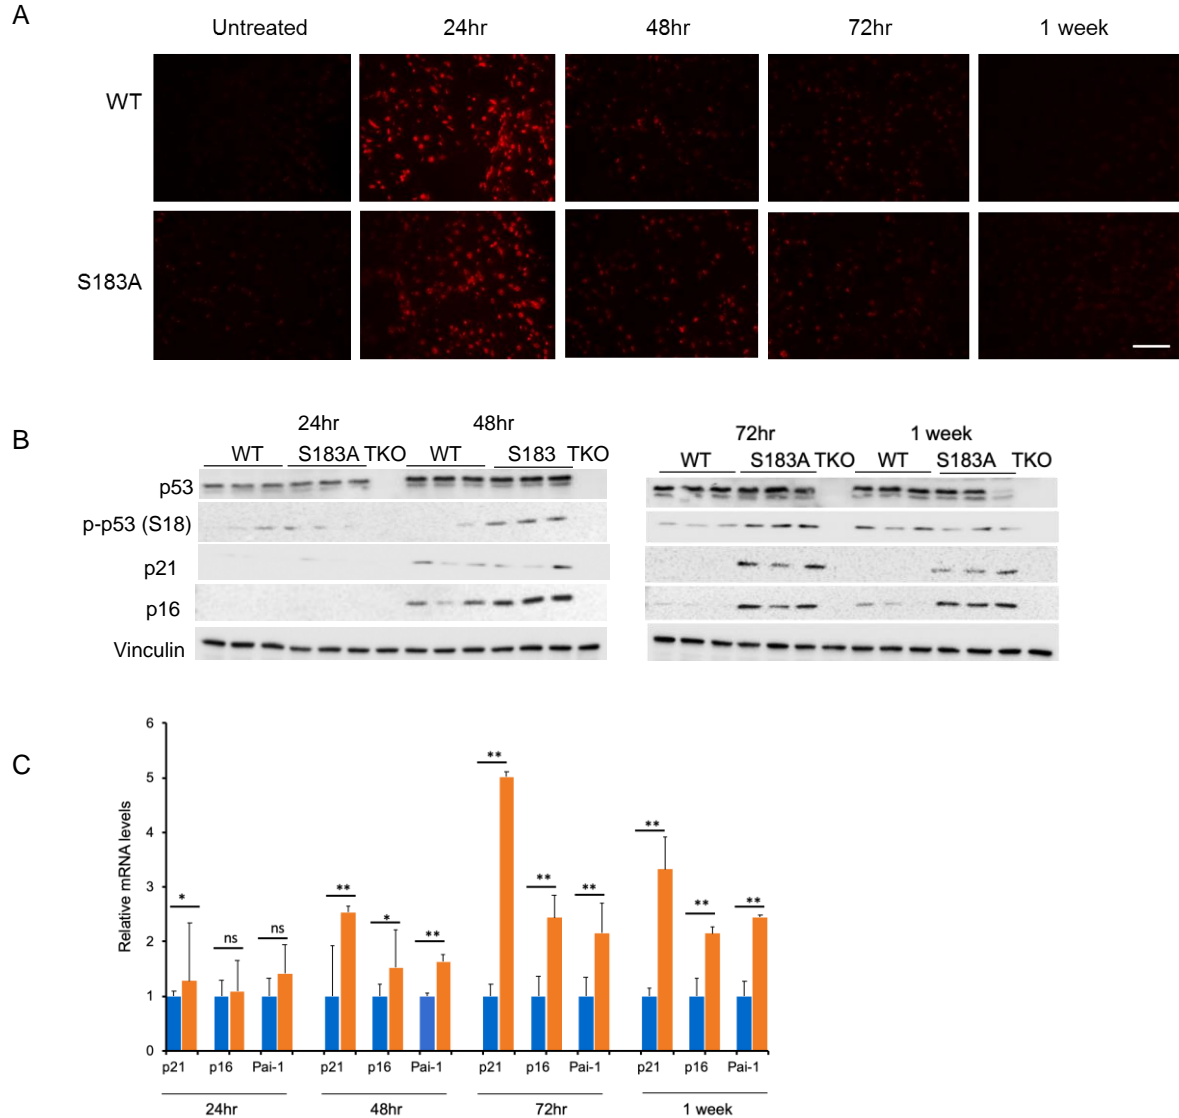 A
Untreated 24hr 48hr 72hr 1 week
WT
S183A
B
24hr 48hr
WT S183A TKO WT S183 TKO
72hr 1 week
WT S183A TKO WT S183A TKO
p53
p-p53 (S18)
p21
p16
Vinculin
C
Relative mRNA levels
6
5
4
3
2
1
0
* ns ns
** * **
** ** **
** ** **
p21 p16 Pai-1 p21 p16 Pai-1 p21 p16 Pai-1 p21 p16 Pai-1
24hr 48hr 72hr 1 week